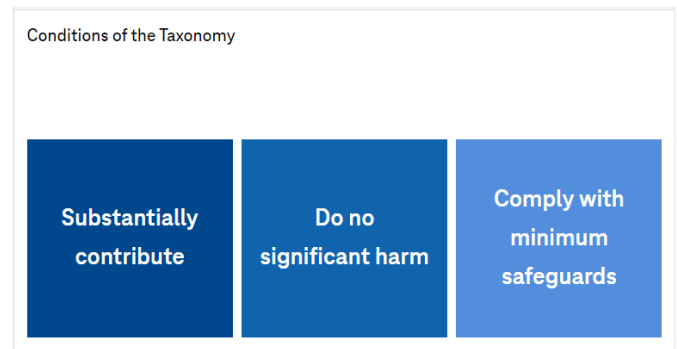 Conditions of the Taxonomy
Substantially
contribute
Do no
significant harm
Comply with
minimum
safeguards